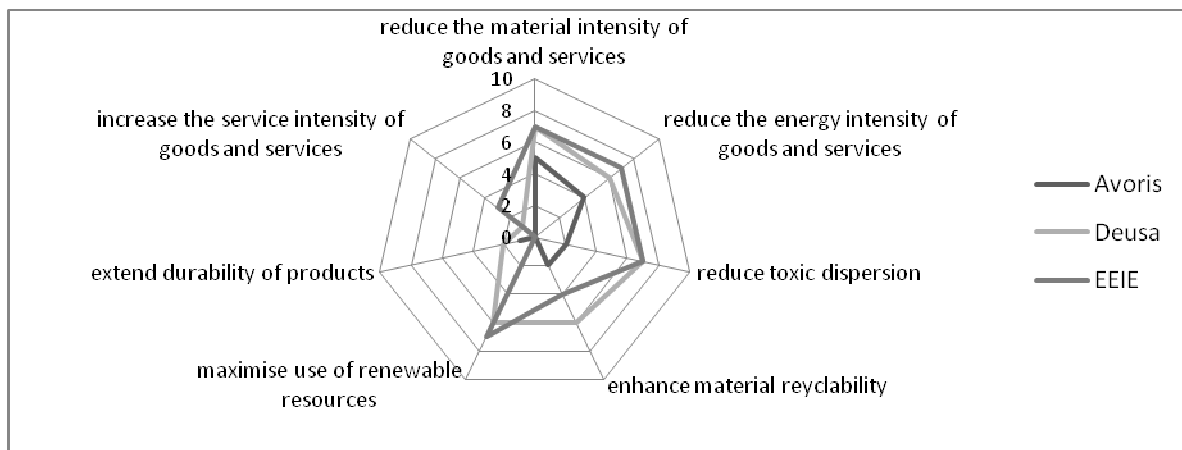 reduce the material intensity of
goods and services
10
8
6
4
2
0
increase the service intensity of
goods and services
reduce the energy intensity of
goods and services
extend durability of products
reduce toxic dispersion
maximise use of renewable
resources
enhance material reyclability
Avoris
Deusa
EEIE